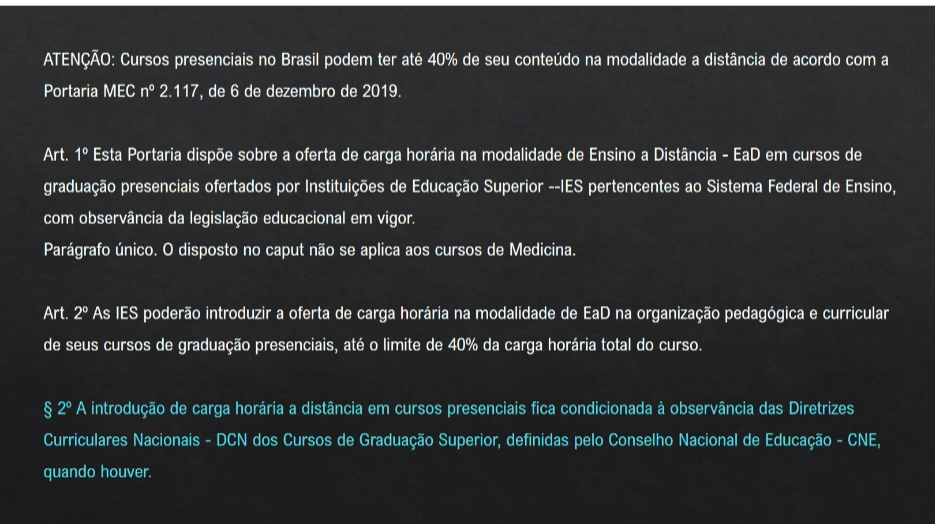 ATENÇÃO: Cursos presenciais no Brasil podem ter até 40% de seu conteúdo na modalidade a distância de acordo com a
Portaria MEC nº 2.117, de 6 de dezembro de 2019.
Art. 1º Esta Portaria dispõe sobre a oferta de carga horária na modalidade de Ensino a Distância - EaD em cursos de
graduação presenciais ofertados por Instituições de Educação Superior --IES pertencentes ao Sistema Federal de Ensino,
com observância da legislação educacional em vigor.
Parágrafo único. O disposto no caput não se aplica aos cursos de Medicina.
Art. 2º As IES poderão introduzir a oferta de carga horária na modalidade de EaD na organização pedagógica e curricular
de seus cursos de graduação presenciais, até o limite de 40% da carga horária total do curso.
§ 2º A introdução de carga horária a distância em cursos presenciais fica condicionada à observância das Diretrizes
Curriculares Nacionais - DCN dos Cursos de Graduação Superior, definidas pelo Conselho Nacional de Educação - CNE,
quando houver.